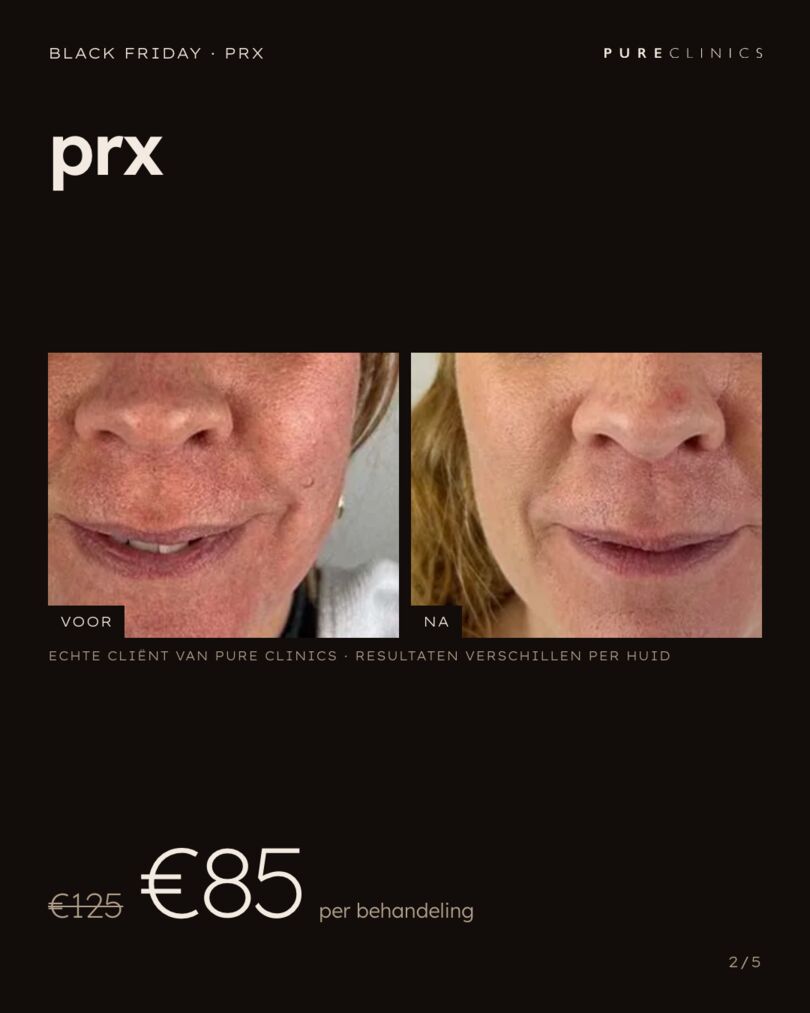 BLACK FRIDAY · PRX
PURECLINICS
prx
VOOR
NA
ECHTE CLIËNT VAN PURE CLINICS · RESULTATEN VERSCHILLEN PER HUID
€125 €85 per behandeling
2/5